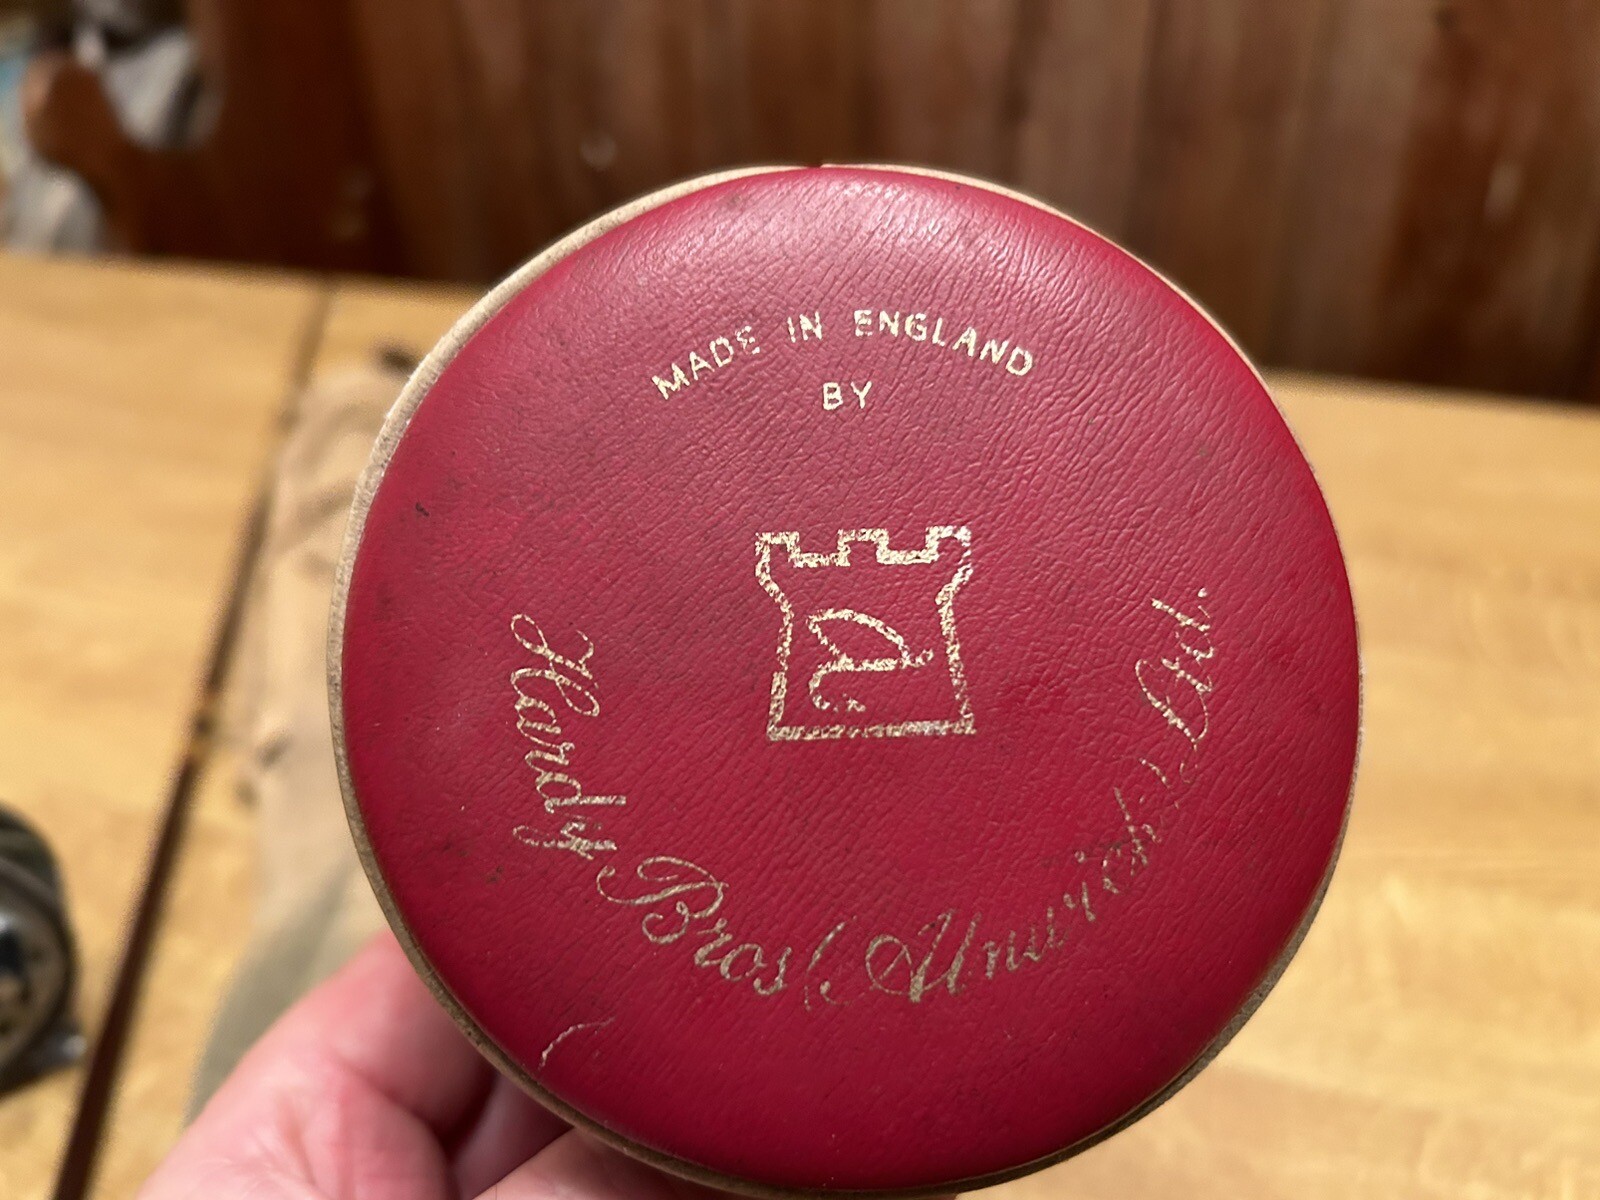 MADE IN ENGLAND
BY
Hardy Bros (Alnwick) Ltd.